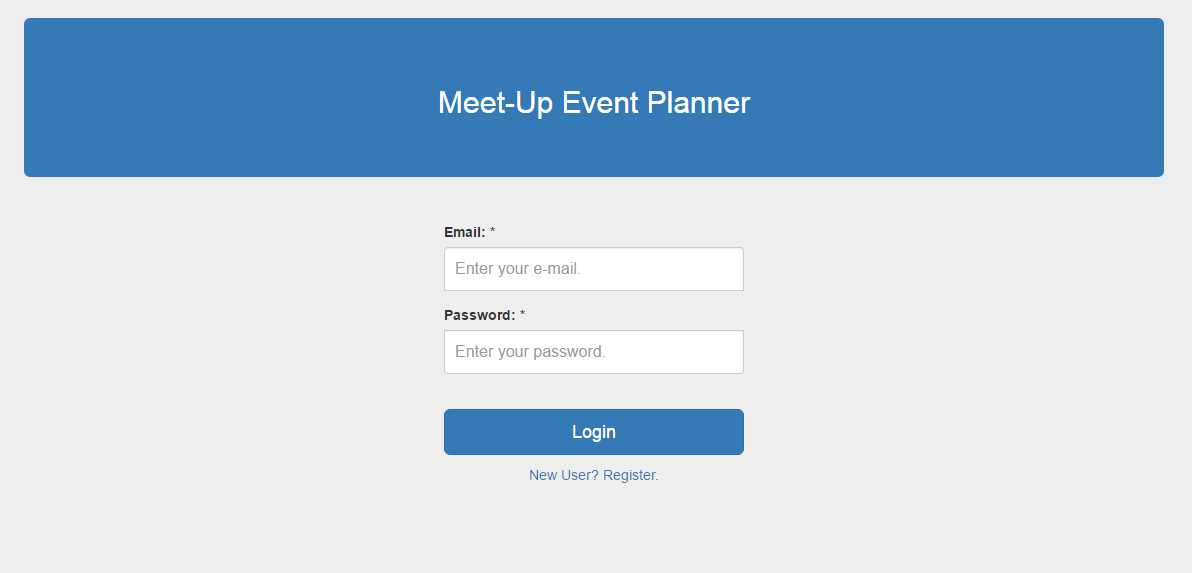 Meet-Up Event Planner
Email: *
Enter your e-mail.
Password: *
Enter your password.
Login
New User? Register.